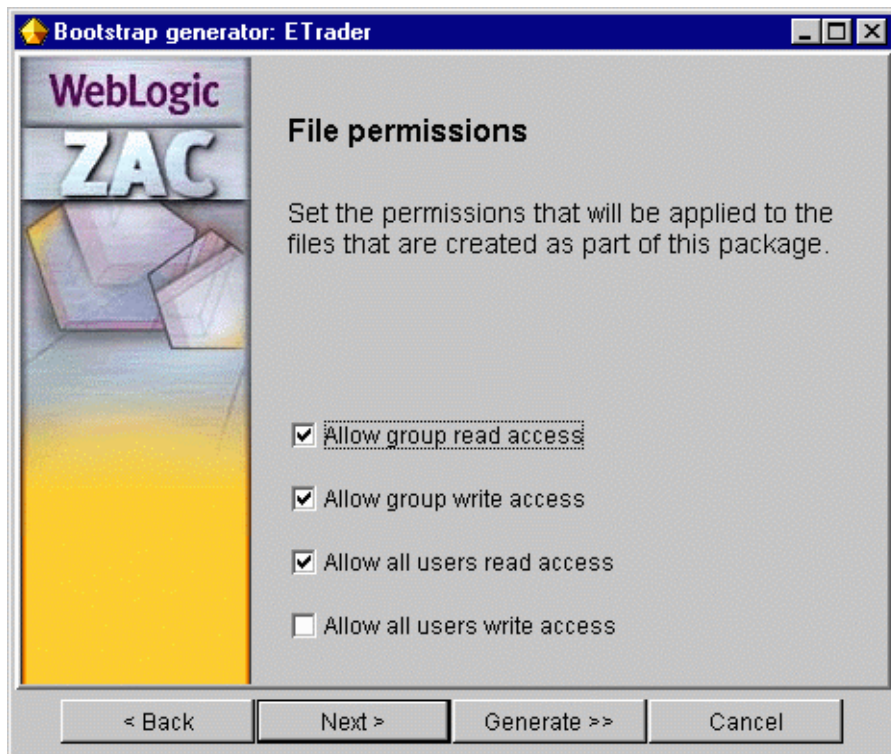 Bootstrap generator: ETrader
WebLogic
ZAC
File permissions
Set the permissions that will be applied to the
files that are created as part of this package.
Allow group read access
Allow group write access
Allow all users read access
Allow all users write access
< Back
Next >
Generate >>
Cancel